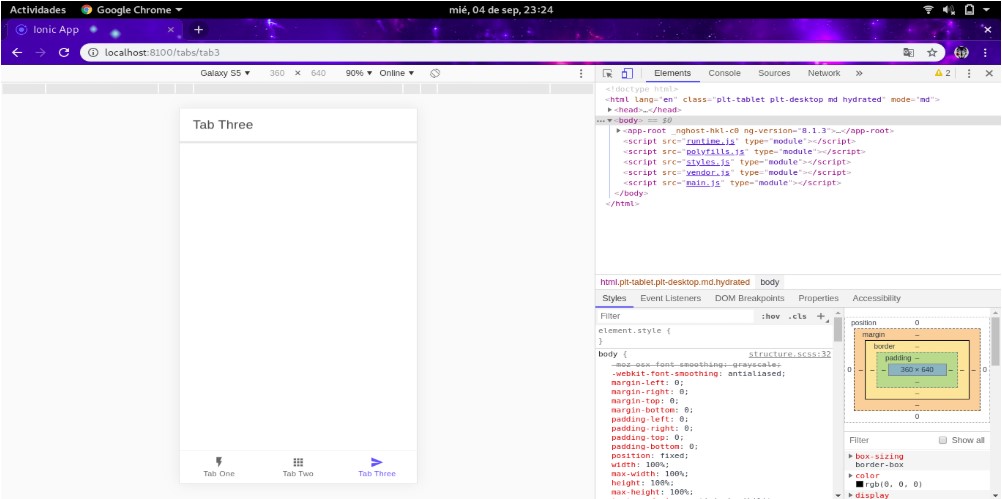 Actividades Google Chrome mié, 04 de sep, 23:24
Ionic App
localhost:8100/tabs/tab3
Galaxy S5 360 × 640 90% Online
Elements Console Sources Network » 2
<!doctype html>
<html lang="en" class="plt-tablet plt-desktop md hydrated" mode="md">
<head>…</head>
<body> == $0
<app-root _nghost-hkl-c0 ng-version="8.1.3">…</app-root>
<script src="runtime.js" type="module"></script>
<script src="polyfills.js" type="module"></script>
<script src="styles.js" type="module"></script>
<script src="vendor.js" type="module"></script>
<script src="main.js" type="module"></script>
</body>
</html>
Tab Three
Tab One Tab Two Tab Three
html.plt-tablet.plt-desktop.md.hydrated body
Styles Event Listeners DOM Breakpoints Properties Accessibility
Filter :hov .cls +
element.style {
}
body { structure.scss:32
-moz-osx-font-smoothing: grayscale;
-webkit-font-smoothing: antialiased;
margin-left: 0;
margin-right: 0;
margin-top: 0;
margin-bottom: 0;
padding-left: 0;
padding-right: 0;
padding-top: 0;
padding-bottom: 0;
position: fixed;
width: 100%;
max-width: 100%;
height: 100%;
max-height: 100%;
position 0
margin –
border –
padding –
0 – – – 360 × 640 – – – 0
–
–
–
0
Filter Show all
box-sizing
border-box
color
rgb(0, 0, 0)
display